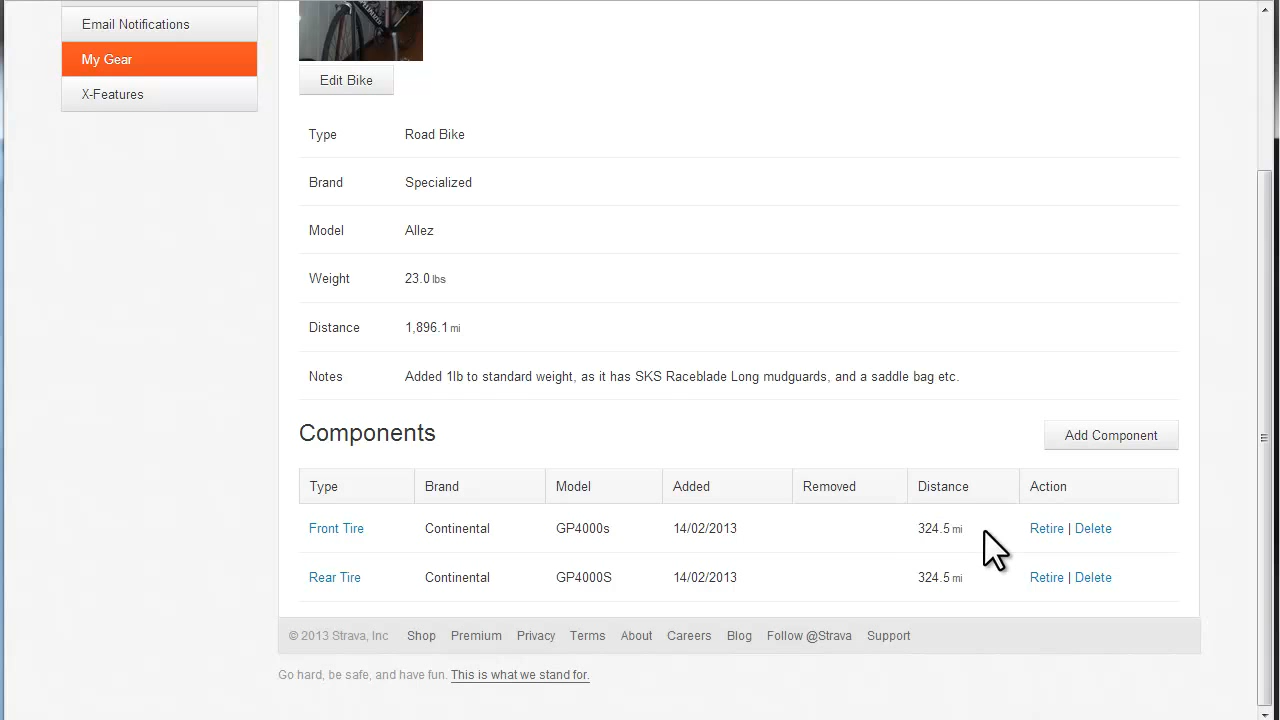 Email Notifications
My Gear
X-Features
Edit Bike
Type Road Bike
Brand Specialized
Model Allez
Weight 23.0 lbs
Distance 1,896.1 mi
Notes Added 1lb to standard weight, as it has SKS Raceblade Long mudguards, and a saddle bag etc.
Components
Add Component
Type Brand Model Added Removed Distance Action
Front Tire Continental GP4000s 14/02/2013 324.5 mi Retire | Delete
Rear Tire Continental GP4000S 14/02/2013 324.5 mi Retire | Delete
© 2013 Strava, Inc Shop Premium Privacy Terms About Careers Blog Follow @Strava Support
Go hard, be safe, and have fun. This is what we stand for.